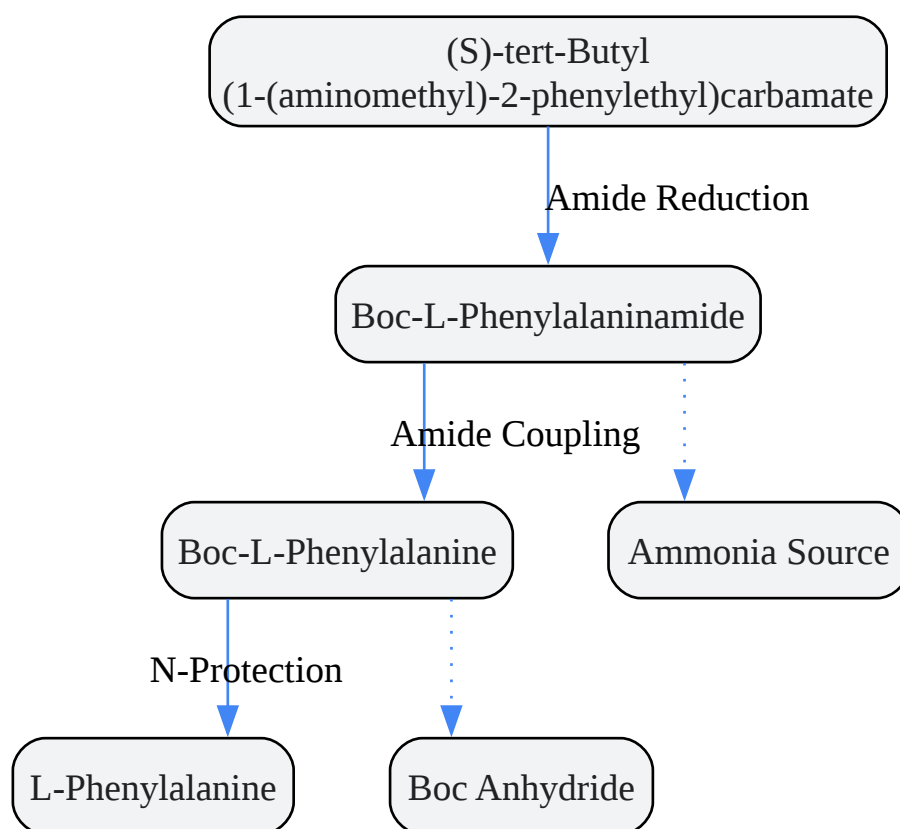 (S)-tert-Butyl
(1-(aminomethyl)-2-phenylethyl)carbamate
Amide Reduction
Boc-L-Phenylalaninamide
Amide Coupling
Boc-L-Phenylalanine
Ammonia Source
N-Protection
L-Phenylalanine
Boc Anhydride